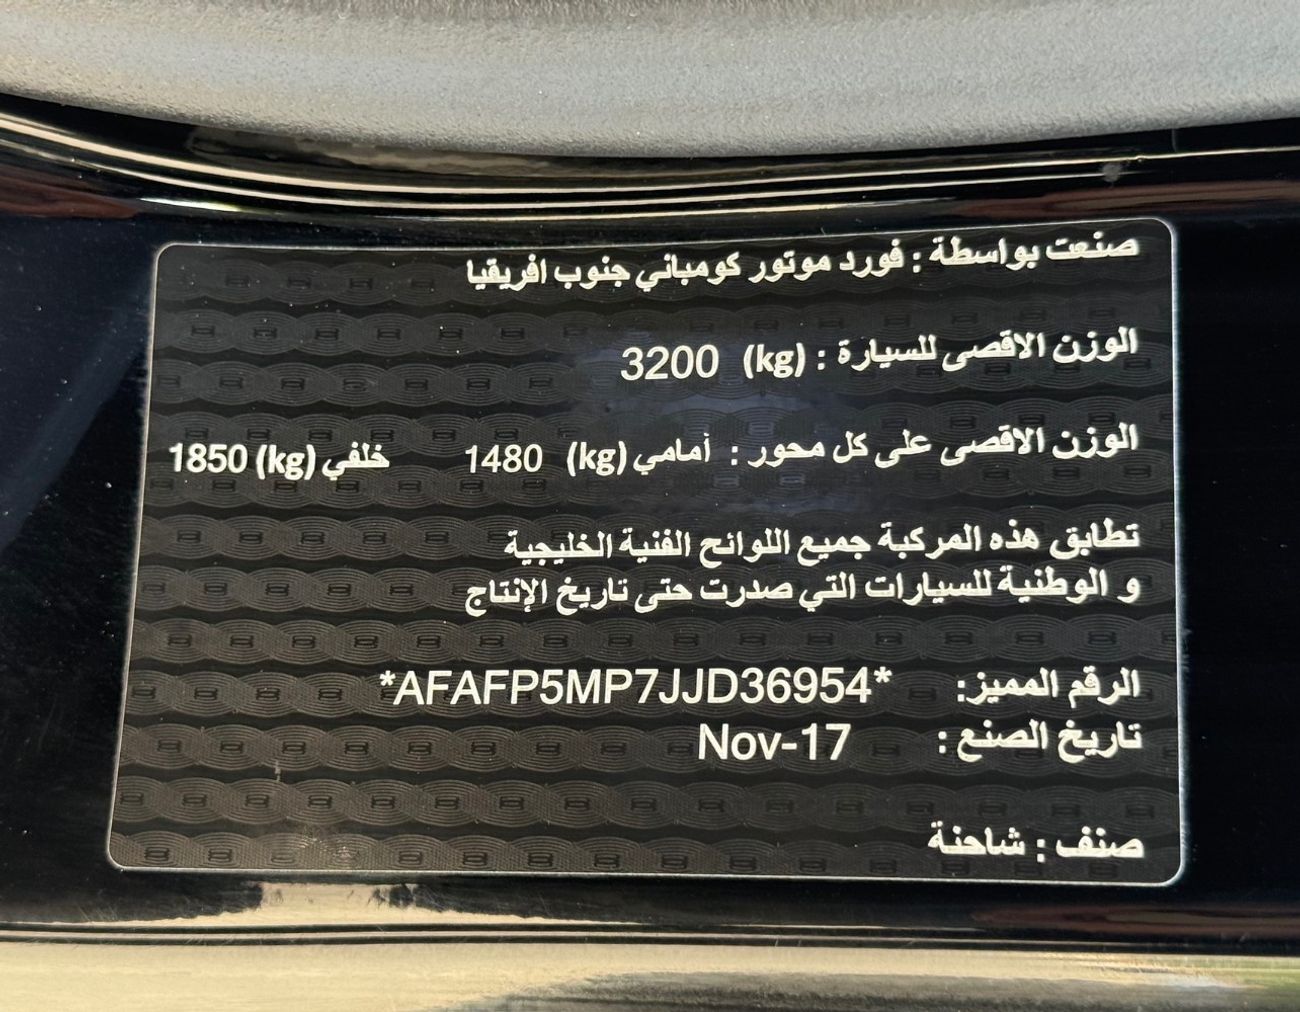 صنعت بواسطة : فورد موتور كومباني جنوب افريقيا
الوزن الاقصى للسيارة : (kg) 3200
الوزن الاقصى على كل محور : أمامي (kg) 1480 خلفي (kg) 1850
تطابق هذه المركبة جميع اللوائح الفنية الخليجية
و الوطنية للسيارات التي صدرت حتى تاريخ الإنتاج
الرقم المميز: *AFAFP5MP7JJD36954*
تاريخ الصنع : Nov-17
صنف : شاحنة